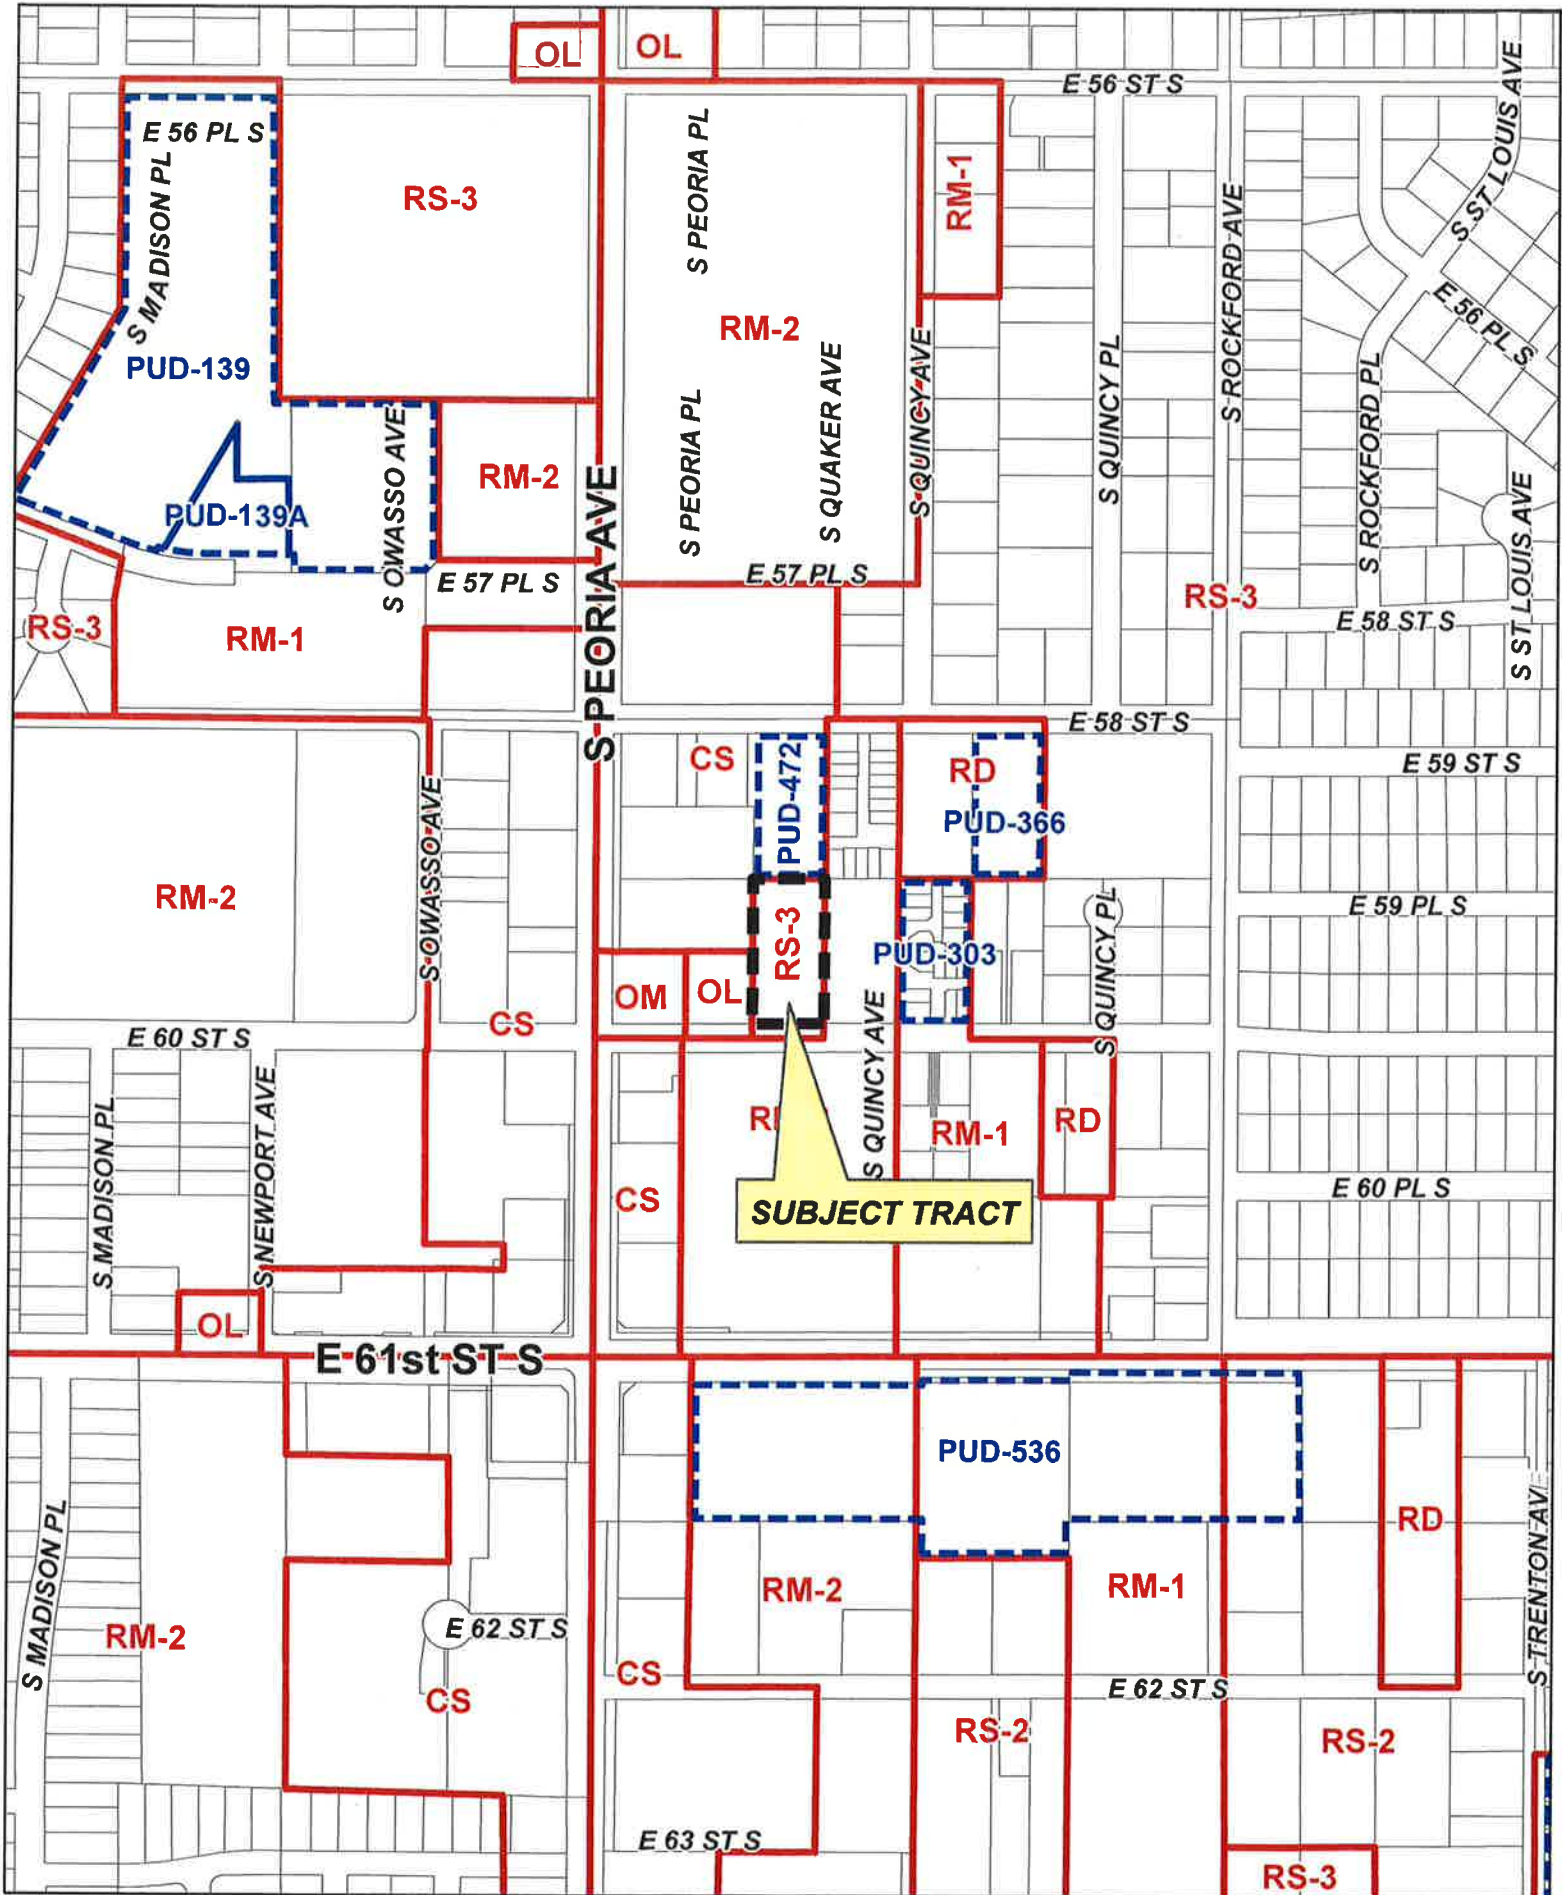 OL
OL
E 56 ST S
S ST LOUIS AVE
E 56 PL S
S MADISON PL
RS-3
S PEORIA PL
RM-1
S ROCKFORD AVE
E 56 PL S
RM-2
PUD-139
S QUAKER AVE
S QUINCY AVE
S QUINCY PL
S ROCKFORD PL
S OWASSO AVE
RM-2
S PEORIA PL
PUD-139A
S PEORIA AVE
S ST LOUIS AVE
E 57 PL S
E 57 PL S
RS-3
E 58 ST S
RS-3
RM-1
E 58 ST S
CS
PUD-472
RD
E 59 ST S
PUD-366
S OWASSO AVE
RM-2
RS-3
E 59 PL S
PUD-303
S QUINCY PL
OM
OL
CS
E 60 ST S
S QUINCY AVE
S MADISON PL
S NEWPORT AVE
RM-1
RD
CS
E 60 PL S
SUBJECT TRACT
OL
E 61st ST S
PUD-536
RD
S MADISON PL
RM-2
RM-1
S TRENTON AV
RM-2
E 62 ST S
CS
E 62 ST S
CS
RS-2
RS-2
E 63 ST S
RS-3